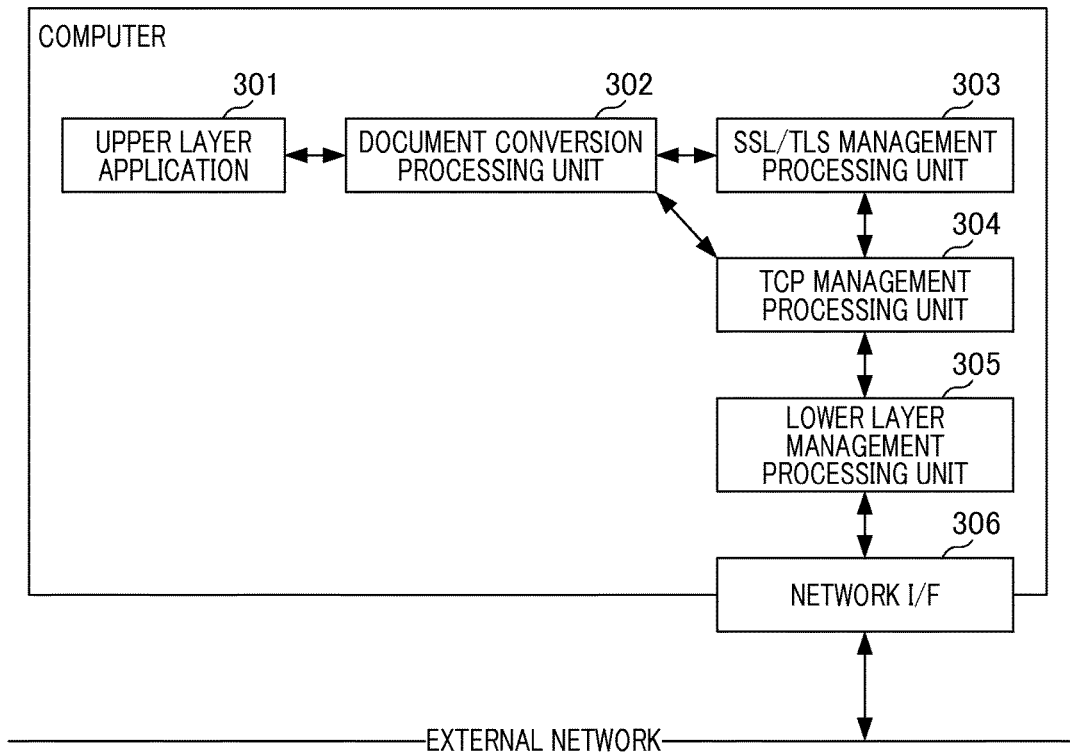 COMPUTER
301
UPPER LAYER
APPLICATION
302
DOCUMENT CONVERSION
PROCESSING UNIT
303
SSL/TLS MANAGEMENT
PROCESSING UNIT
304
TCP MANAGEMENT
PROCESSING UNIT
305
LOWER LAYER
MANAGEMENT
PROCESSING UNIT
306
NETWORK I/F
EXTERNAL NETWORK